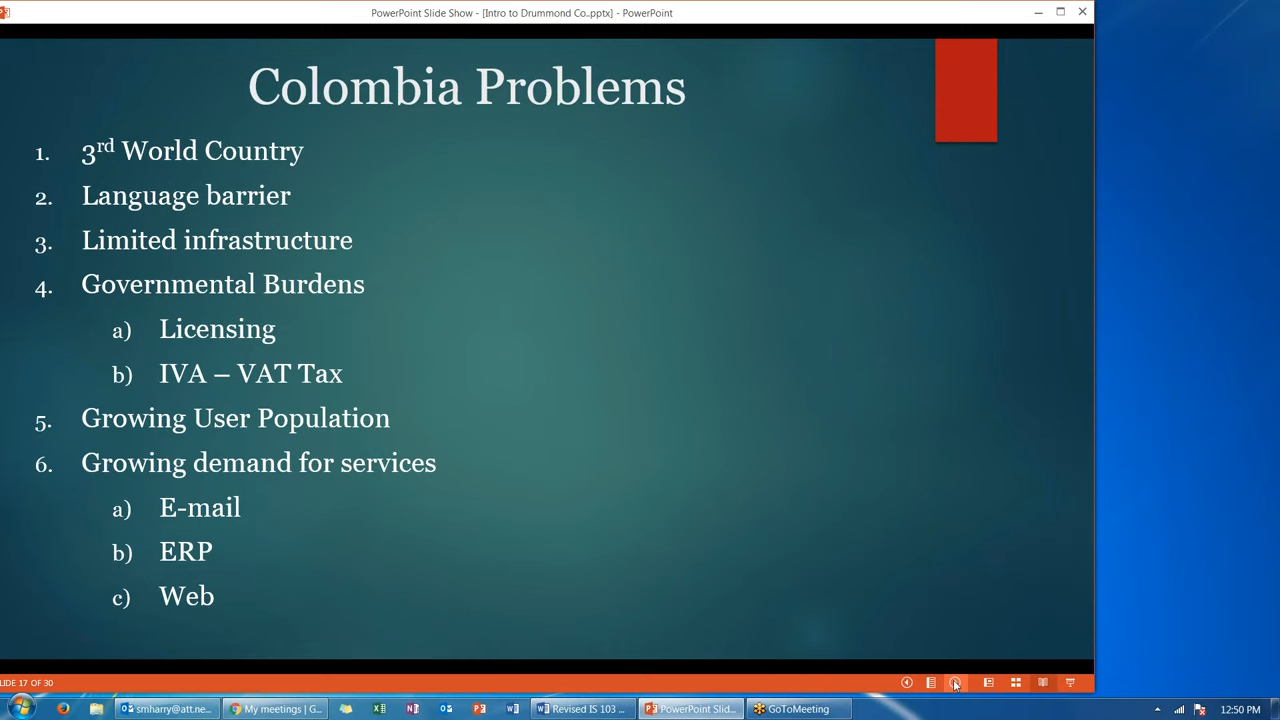 PowerPoint Slide Show - [Intro to Drummond Co..pptx] - PowerPoint
Colombia Problems
1. 3rd World Country
2. Language barrier
3. Limited infrastructure
4. Governmental Burdens
a) Licensing
b) IVA – VAT Tax
5. Growing User Population
6. Growing demand for services
a) E-mail
b) ERP
c) Web
LIDE 17 OF 30
smharry@att.ne...
My meetings | G...
Revised IS 103 ...
PowerPoint Slid...
GoToMeeting
12:50 PM